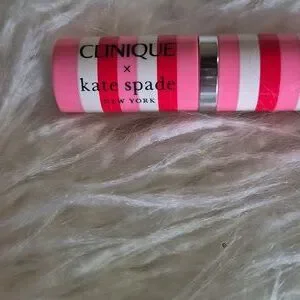 CLINIQUE
x
kate spade
NEW YORK